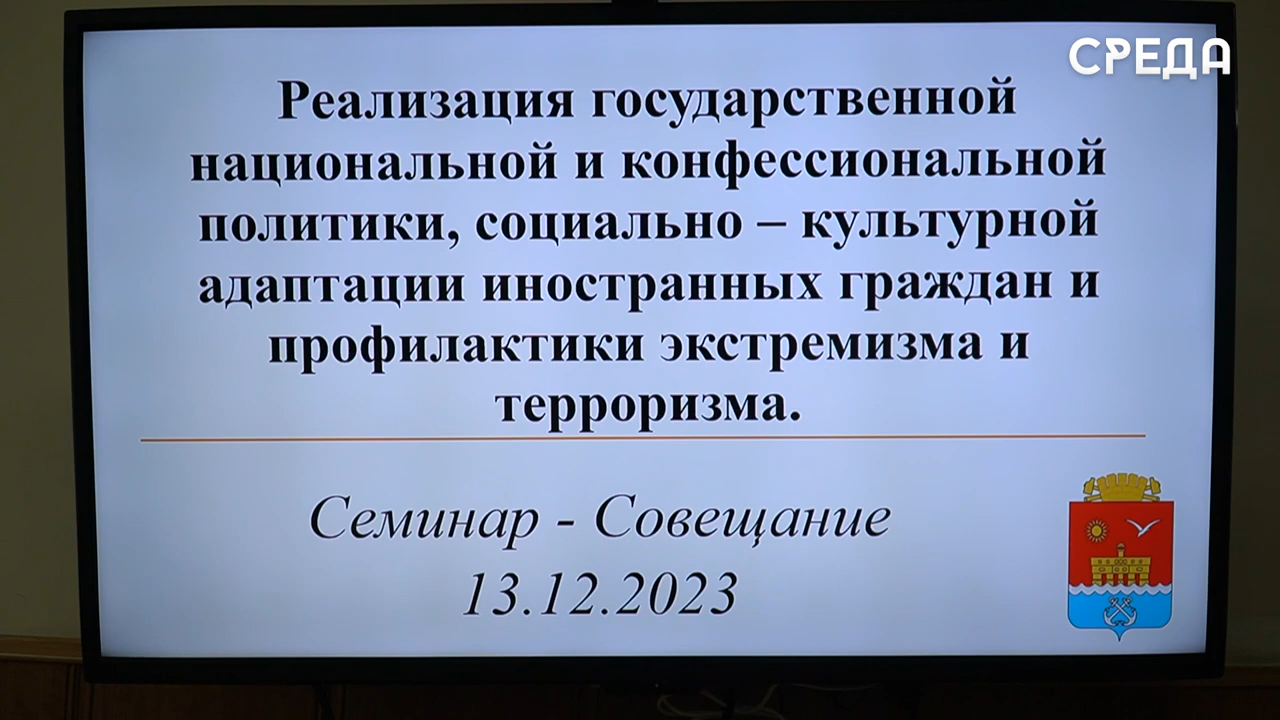 СРЕДА
Реализация государственной
национальной и конфессиональной
политики, социально – культурной
адаптации иностранных граждан и
профилактики экстремизма и
терроризма.
Семинар - Совещание
13.12.2023